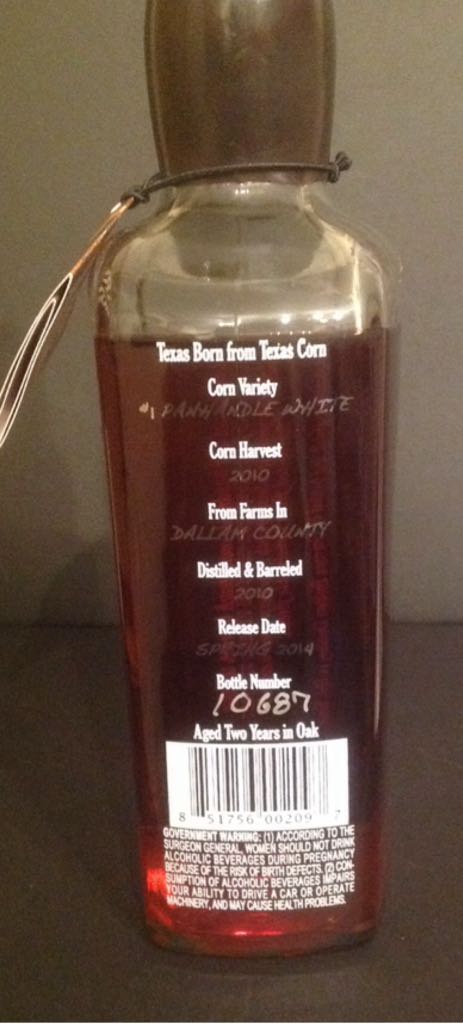 Texas Born from Texas Corn
Corn Variety
#1 PANHANDLE WHITE
Corn Harvest
2010
From Farms In
DALLAM COUNTY
Distilled & Barreled
2010
Release Date
SPRING 2014
Bottle Number
10687
Aged Two Years in Oak
8 51756 00209 7
GOVERNMENT WARNING: (1) ACCORDING TO THE
SURGEON GENERAL, WOMEN SHOULD NOT DRINK
ALCOHOLIC BEVERAGES DURING PREGNANCY
BECAUSE OF THE RISK OF BIRTH DEFECTS. (2) CON-
SUMPTION OF ALCOHOLIC BEVERAGES IMPAIRS
YOUR ABILITY TO DRIVE A CAR OR OPERATE
MACHINERY, AND MAY CAUSE HEALTH PROBLEMS.